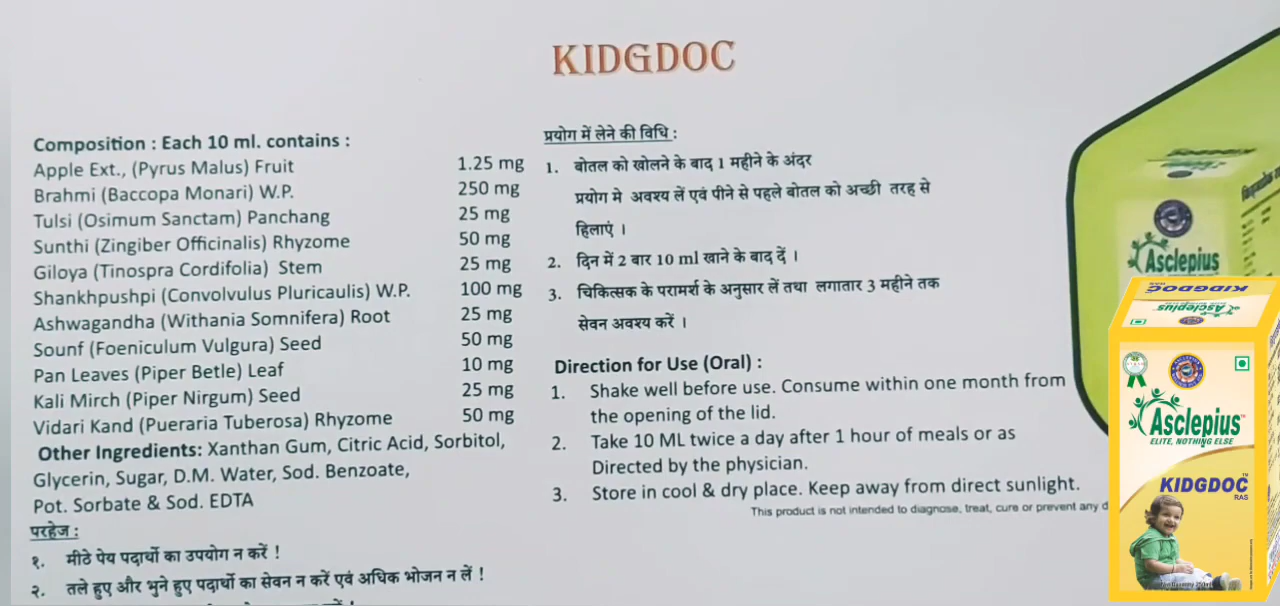 KIDGDOC
Composition : Each 10 ml. contains :
Apple Ext., (Pyrus Malus) Fruit 1.25 mg
Brahmi (Baccopa Monari) W.P. 250 mg
Tulsi (Osimum Sanctam) Panchang 25 mg
Sunthi (Zingiber Officinalis) Rhyzome 50 mg
Giloya (Tinospra Cordifolia) Stem 25 mg
Shankhpushpi (Convolvulus Pluricaulis) W.P. 100 mg
Ashwagandha (Withania Somnifera) Root 25 mg
Sounf (Foeniculum Vulgura) Seed 50 mg
Pan Leaves (Piper Betle) Leaf 10 mg
Kali Mirch (Piper Nirgum) Seed 25 mg
Vidari Kand (Pueraria Tuberosa) Rhyzome 50 mg
Other Ingredients: Xanthan Gum, Citric Acid, Sorbitol,
Glycerin, Sugar, D.M. Water, Sod. Benzoate,
Pot. Sorbate & Sod. EDTA
परहेज :
१. मीठे पेय पदार्थो का उपयोग न करें !
२. तले हुए और भुने हुए पदार्थो का सेवन न करें एवं अधिक भोजन न लें !
प्रयोग में लेने की विधि :
1. बोतल को खोलने के बाद 1 महीने के अंदर
प्रयोग मे अवश्य लें एवं पीने से पहले बोतल को अच्छी तरह से
हिलाएं ।
2. दिन में 2 बार 10 ml खाने के बाद दें ।
3. चिकित्सक के परामर्श के अनुसार लें तथा लगातार 3 महीने तक
सेवन अवश्य करें ।
Direction for Use (Oral) :
1. Shake well before use. Consume within one month from
the opening of the lid.
2. Take 10 ML twice a day after 1 hour of meals or as
Directed by the physician.
3. Store in cool & dry place. Keep away from direct sunlight.
This product is not intended to diagnose, treat, cure or prevent any
Asclepius
KIDGDOC
Asclepius
Asclepius™
ELITE, NOTHING ELSE
KIDGDOC™
RAS